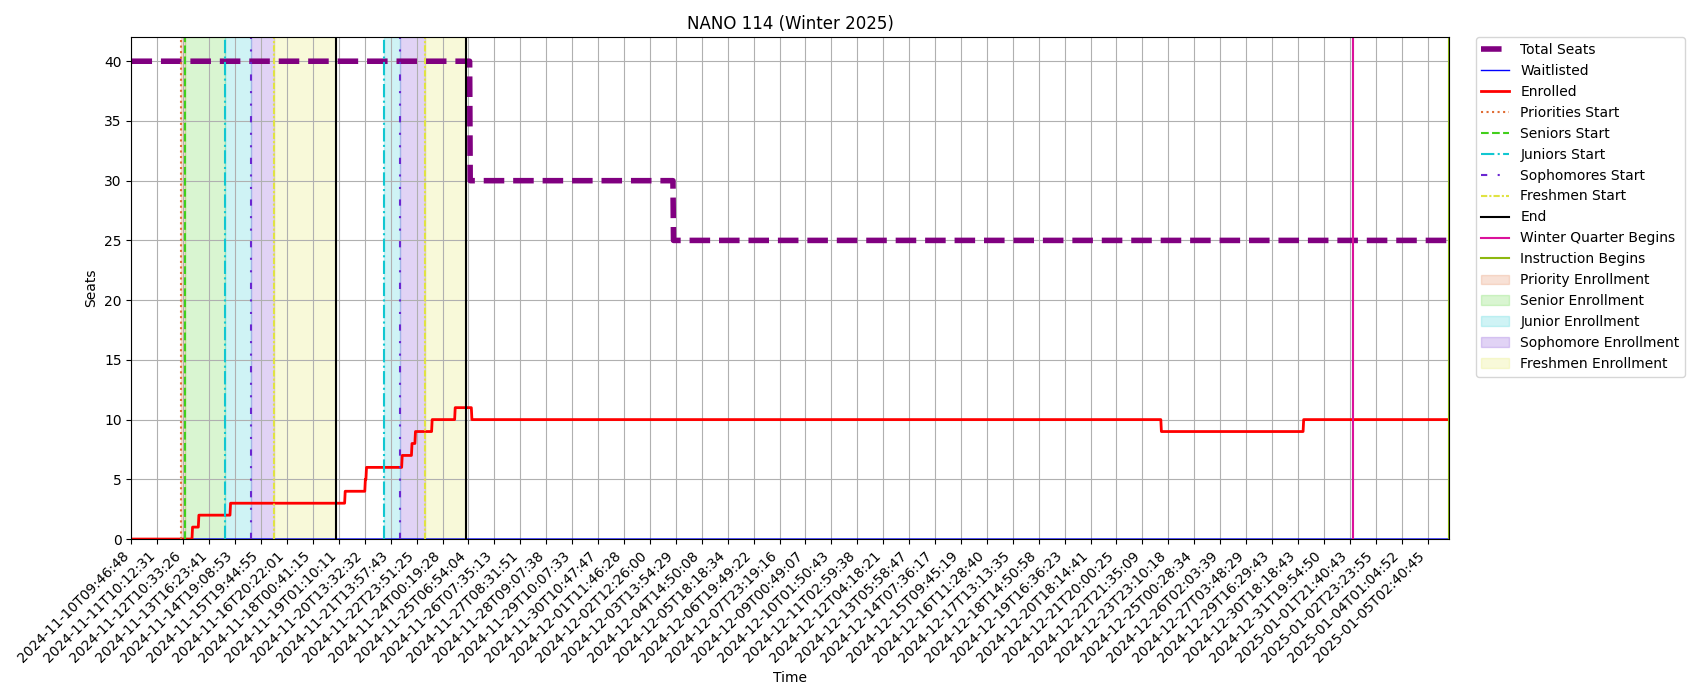 NANO 114 (Winter 2025)
Seats
40
35
30
25
20
15
10
5
0
2024-11-10T09:46:48
2024-11-11T10:12:31
2024-11-12T10:33:26
2024-11-13T16:23:41
2024-11-14T19:08:53
2024-11-15T19:44:55
2024-11-16T20:22:01
2024-11-18T00:41:15
2024-11-19T01:10:11
2024-11-20T13:32:32
2024-11-21T23:57:43
2024-11-22T23:51:25
2024-11-24T00:19:28
2024-11-25T06:54:04
2024-11-26T07:35:13
2024-11-27T08:31:51
2024-11-28T09:07:38
2024-11-29T10:07:33
2024-11-30T10:47:47
2024-12-01T11:46:28
2024-12-02T12:26:00
2024-12-03T13:54:29
2024-12-04T14:50:08
2024-12-05T18:18:34
2024-12-06T19:49:22
2024-12-07T23:19:16
2024-12-09T00:49:07
2024-12-10T01:50:43
2024-12-11T02:59:38
2024-12-12T04:18:21
2024-12-13T05:58:47
2024-12-14T07:36:17
2024-12-15T09:45:19
2024-12-16T11:28:40
2024-12-17T13:13:35
2024-12-18T14:50:58
2024-12-19T16:36:23
2024-12-20T18:14:41
2024-12-21T20:00:25
2024-12-22T21:35:09
2024-12-23T23:10:18
2024-12-25T00:28:34
2024-12-26T02:03:39
2024-12-27T03:48:29
2024-12-29T16:29:43
2024-12-30T18:18:43
2024-12-31T19:54:50
2025-01-01T21:40:43
2025-01-02T23:23:55
2025-01-04T01:04:52
2025-01-05T02:40:45
Time
Total Seats
Waitlisted
Enrolled
Priorities Start
Seniors Start
Juniors Start
Sophomores Start
Freshmen Start
End
Winter Quarter Begins
Instruction Begins
Priority Enrollment
Senior Enrollment
Junior Enrollment
Sophomore Enrollment
Freshmen Enrollment